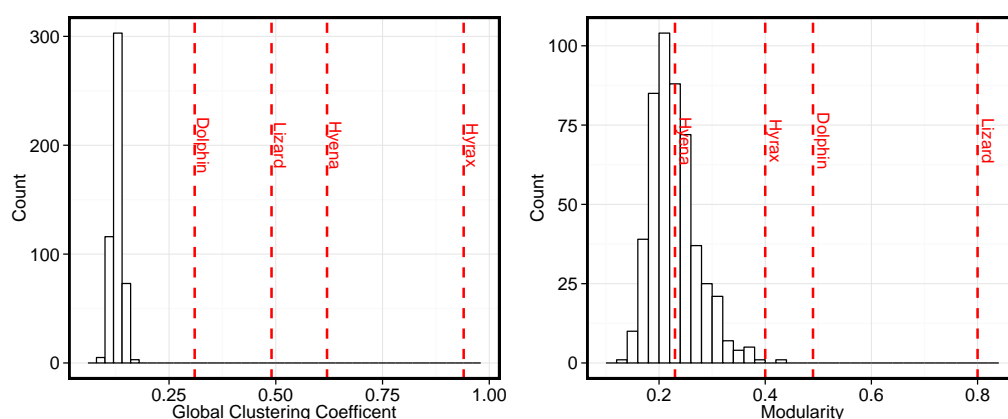 300
200
100
0
Count
Dolphin
Lizard
Hyena
Hyrax
0.25
0.50
0.75
1.00
Global Clustering Coefficent
100
75
50
25
0
Count
Hyena
Hyrax
Dolphin
Lizard
0.2
0.4
0.6
0.8
Modularity